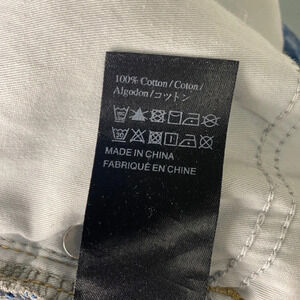 100% Cotton/Coton/
Algodon/コットン
MADE IN CHINA
FABRIQUÉ EN CHINE